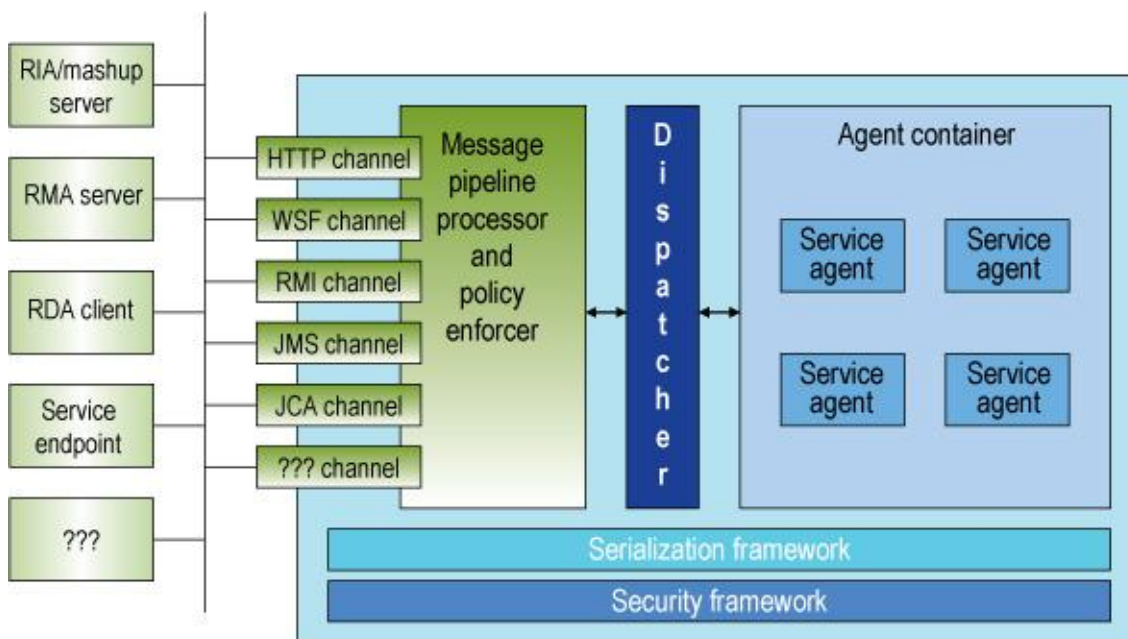 RIA/mashup
server
RMA server
RDA client
Service
endpoint
???
HTTP channel
WSF channel
RMI channel
JMS channel
JCA channel
??? channel
Message
pipeline
processor
and
policy
enforcer
Dispatcher
Agent container
Service
agent
Service
agent
Service
agent
Service
agent
Serialization framework
Security framework